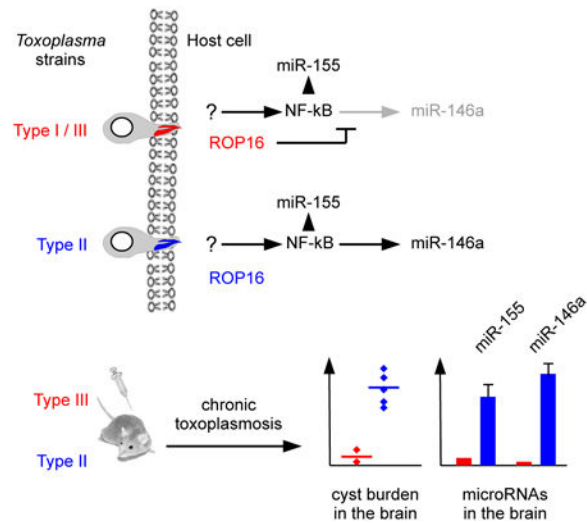 Toxoplasma
strains
Host cell
miR-155
Type I / III
?
NF-kB
miR-146a
ROP16
miR-155
Type II
?
NF-kB
miR-146a
ROP16
miR-155
miR-146a
Type III
Type II
chronic
toxoplasmosis
cyst burden
in the brain
microRNAs
in the brain